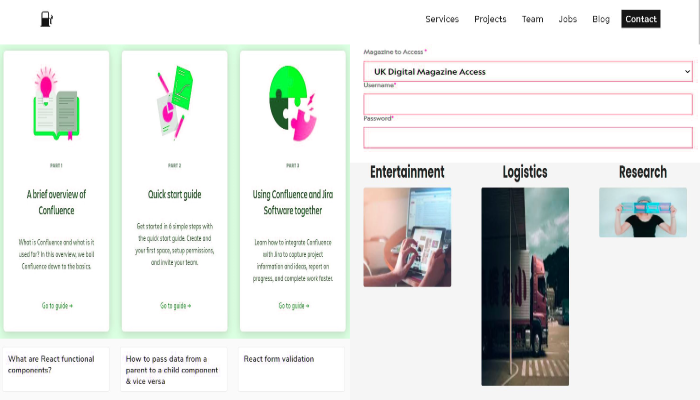 Services Projects Team Jobs Blog Contact
PART 1
A brief overview of
Confluence
What is Confluence and what is it
used for? In this overview, we boil
Confluence down to the basics.
Go to guide →
PART 2
Quick start guide
Get started in 6 simple steps with
the quick start guide. Create and
your first space, setup permissions,
and invite your team.
Go to guide →
PART 3
Using Confluence and Jira
Software together
Learn how to integrate Confluence
with Jira to capture project
information and ideas, report on
progress, and complete work faster.
Go to guide →
What are React functional
components?
How to pass data from a
parent to a child component
& vice versa
React form validation
Magazine to Access *
UK Digital Magazine Access
Username*
Password*
Entertainment
Logistics
Research